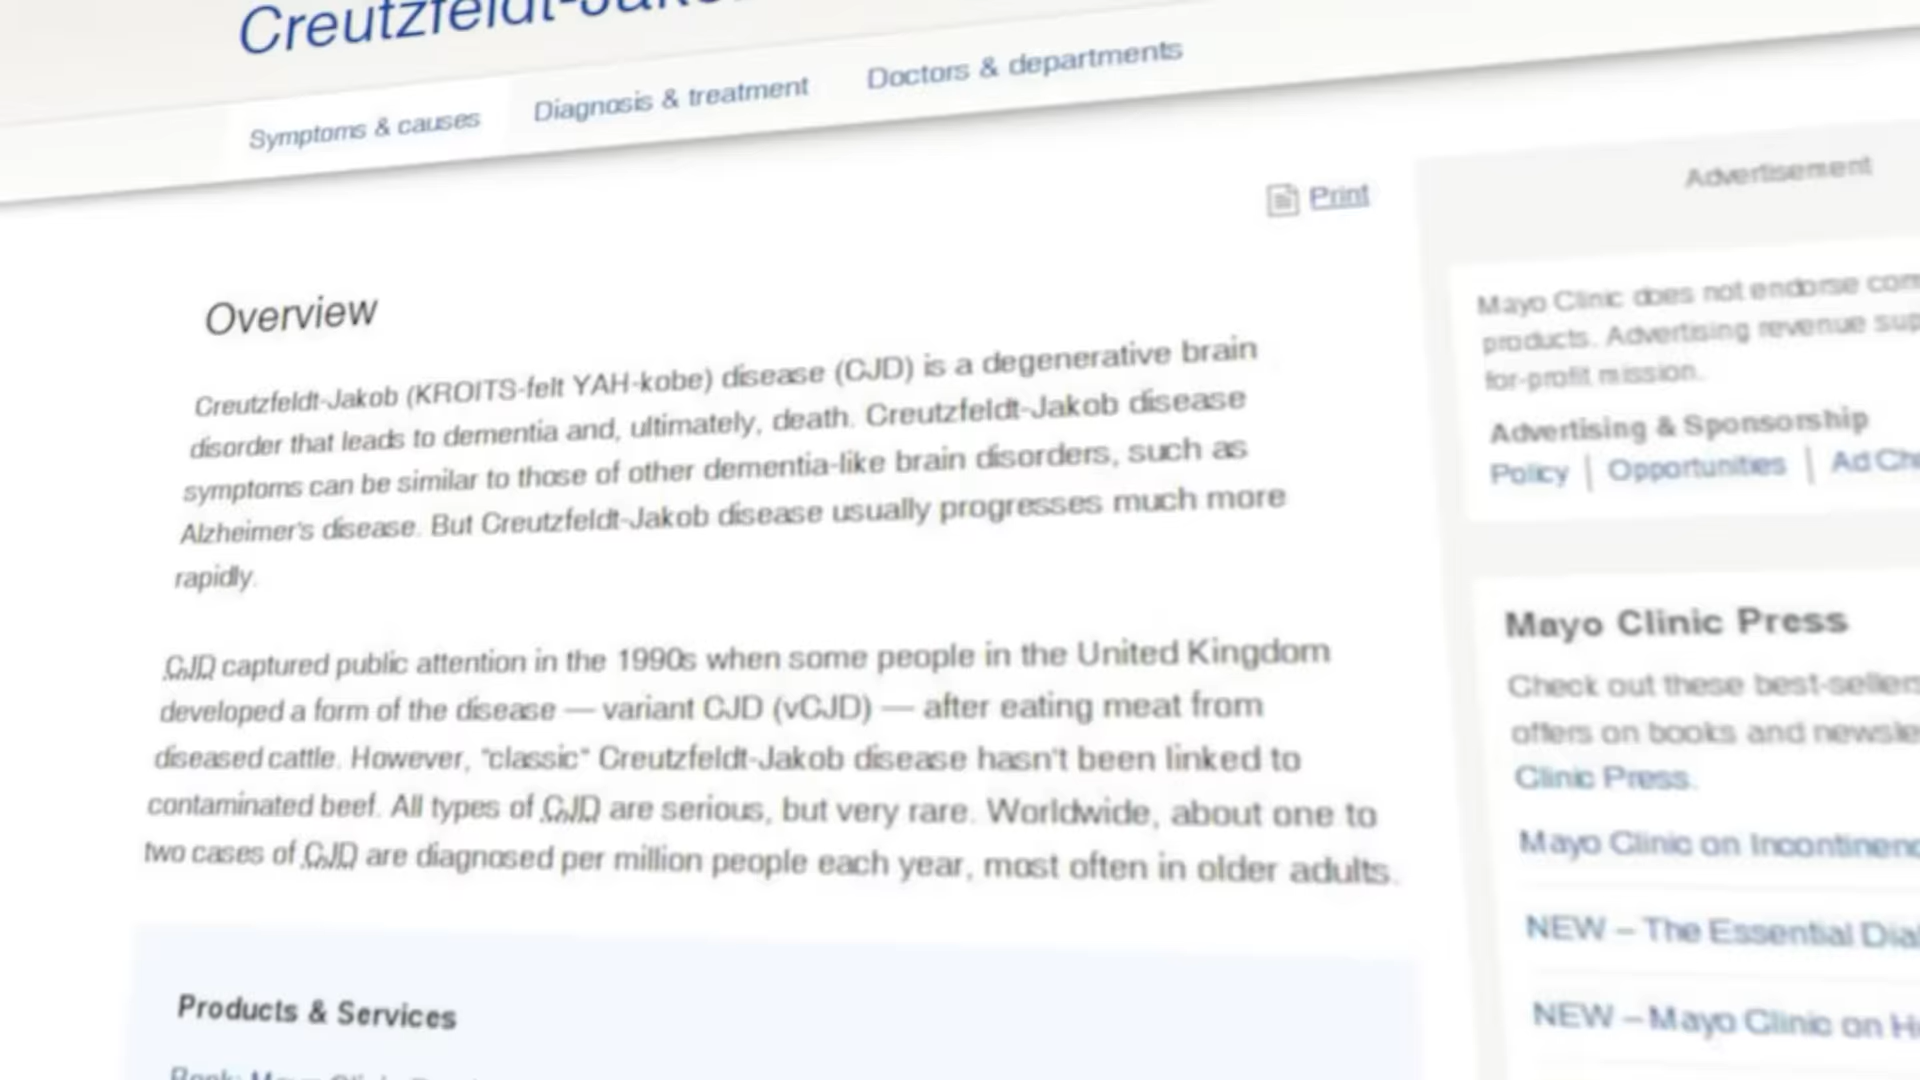 Creutzfeldt-Jakob
Symptoms & causes
Diagnosis & treatment
Doctors & departments
Print
Overview
Creutzfeldt-Jakob (KROITS-felt YAH-kobe) disease (CJD) is a degenerative brain
disorder that leads to dementia and, ultimately, death. Creutzfeldt-Jakob disease
symptoms can be similar to those of other dementia-like brain disorders, such as
Alzheimer's disease. But Creutzfeldt-Jakob disease usually progresses much more
rapidly.
CJD captured public attention in the 1990s when some people in the United Kingdom
developed a form of the disease — variant CJD (vCJD) — after eating meat from
diseased cattle. However, "classic" Creutzfeldt-Jakob disease hasn't been linked to
contaminated beef. All types of CJD are serious, but very rare. Worldwide, about one to
two cases of CJD are diagnosed per million people each year, most often in older adults.
Products & Services
Advertisement
Mayo Clinic does not endorse
products. Advertising revenue
for-profit mission.
Advertising & Sponsorship
Policy | Opportunities | Ad
Mayo Clinic Press
Check out these best-sellers
offers on books and
Clinic Press.
Mayo Clinic on
NEW – The Essential
NEW – Mayo Clinic on